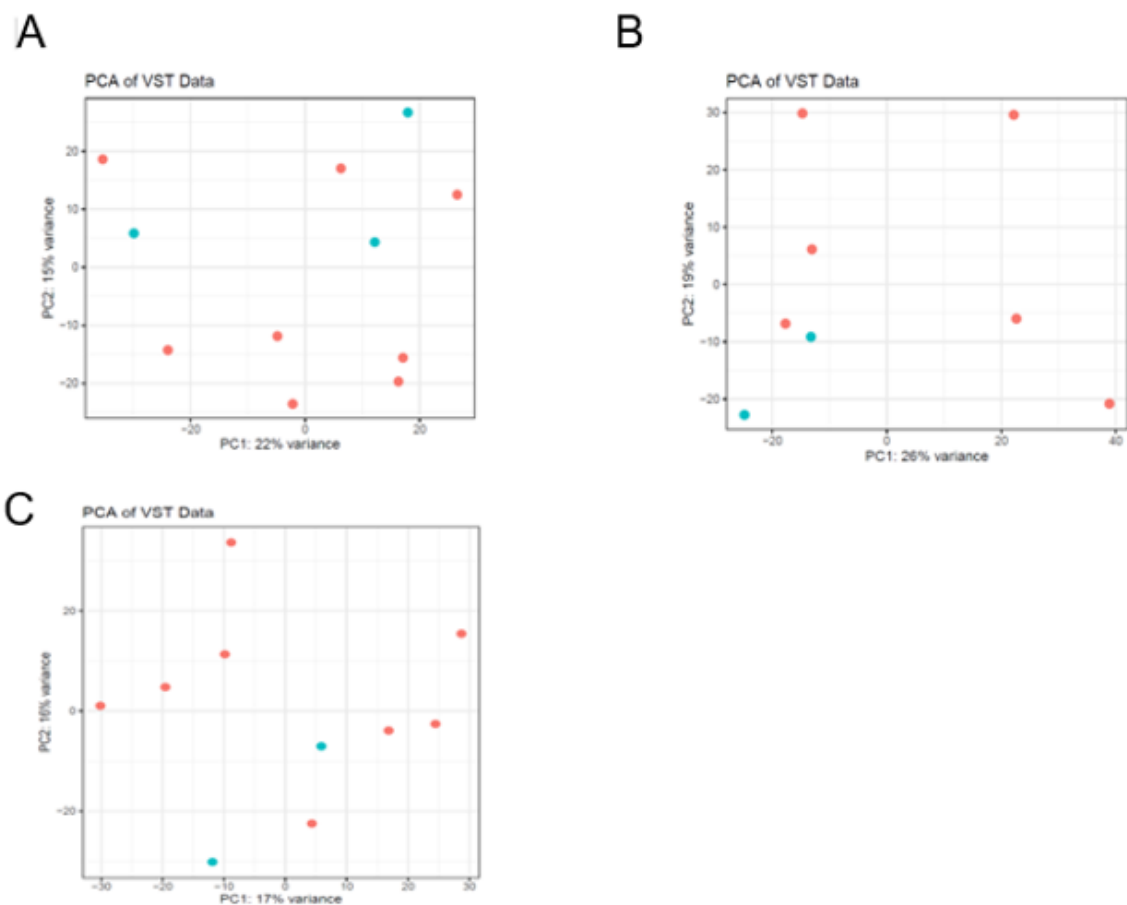 A
PCA of VST Data
20
10
0
−10
−20
−20
0
20
PC2: 15% variance
PC1: 22% variance
B
PCA of VST Data
30
20
10
0
−10
−20
−20
0
20
40
PC2: 19% variance
PC1: 26% variance
C
PCA of VST Data
20
0
−20
−30
−20
−10
0
10
20
30
PC2: 16% variance
PC1: 17% variance